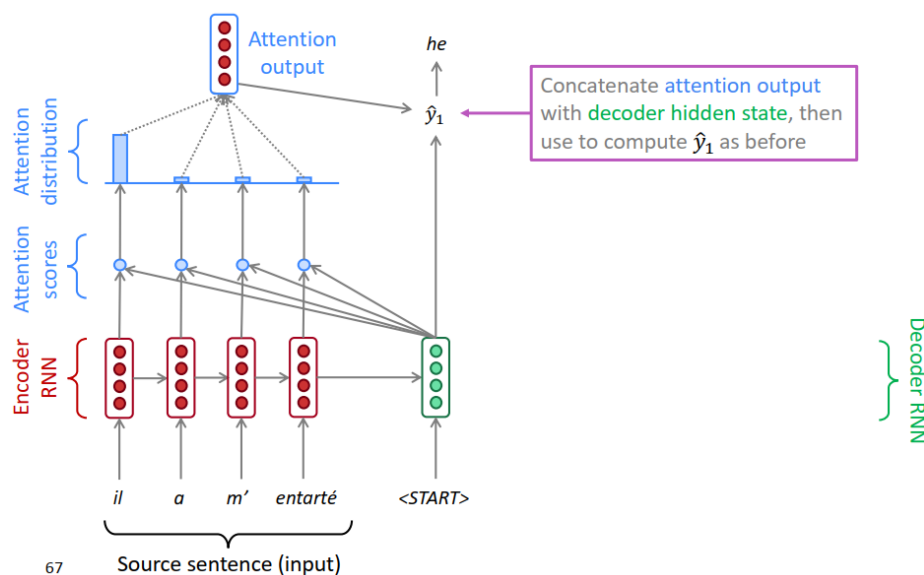 Attention
output
he
ŷ₁
Concatenate attention output
with decoder hidden state, then
use to compute ŷ₁ as before
Attention
distribution
Attention
scores
Encoder
RNN
Decoder RNN
il a m’ entarté <START>
Source sentence (input)
67